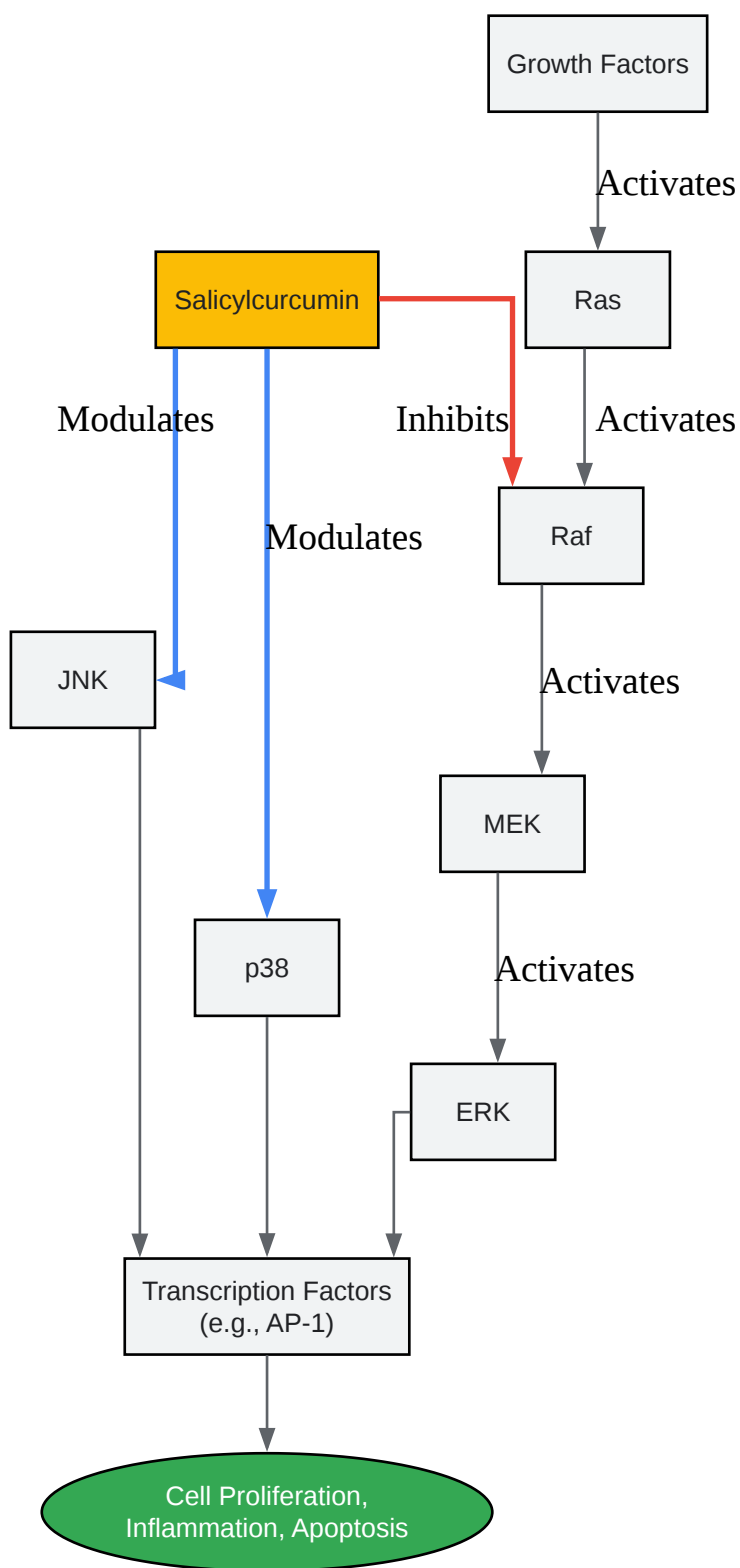 Growth Factors
Activates
Salicylcurcumin
Ras
Modulates
Inhibits
Activates
Raf
Modulates
JNK
Activates
MEK
p38
Activates
ERK
Transcription Factors
(e.g., AP-1)
Cell Proliferation,
Inflammation, Apoptosis